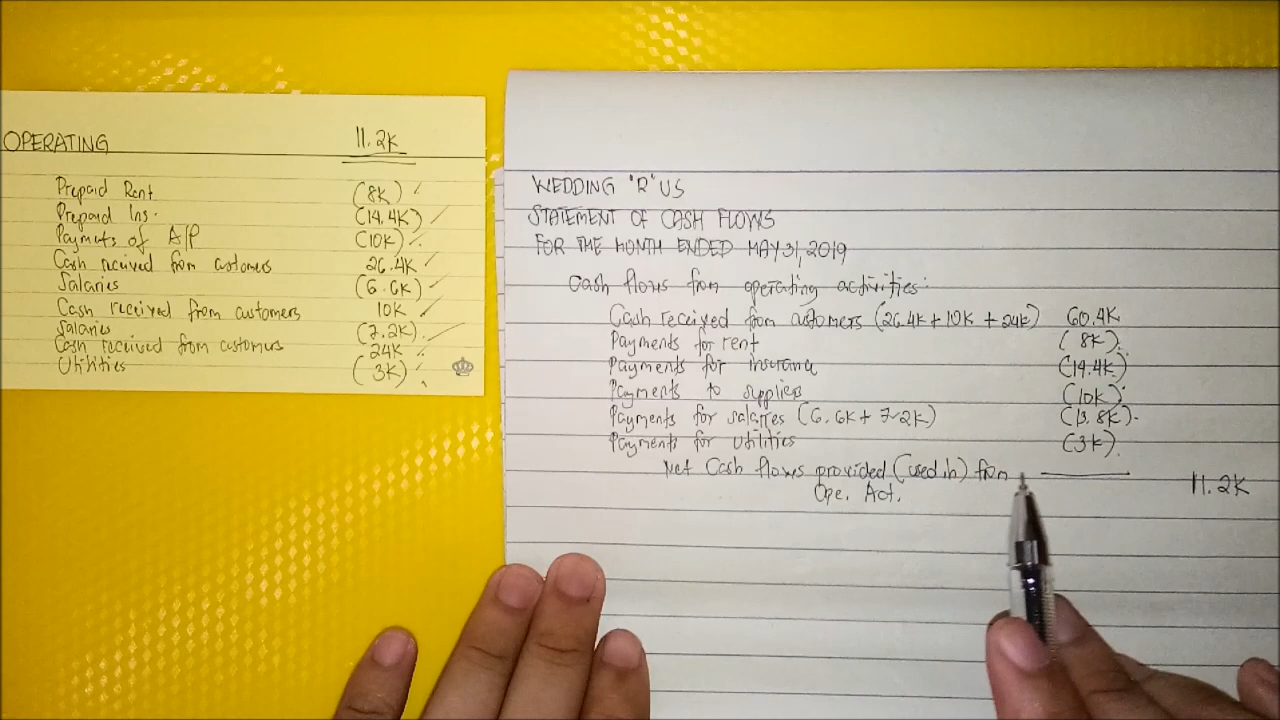 OPERATING 11.2K
Prepaid Rent (8K)
Prepaid Ins. (14.4K)
Paymets of A/P (10K)
Cash received from customers 26.4K
Salaries (6.6K)
Cash received from customers 10K
Salaries (7.2K)
Cash received from customers 24K
Utilities (3K)
WEDDING "R" US
STATEMENT OF CASH FLOWS
FOR THE MONTH ENDED MAY 31, 2019
Cash flows from operating activities:
Cash received from customers (26.4K + 10K + 24K) 60.4K
Payments for rent (8K)
Payments for insurance (14.4K)
Payments to suppliers (10K)
Payments for salaries (6.6K + 7.2K) (13.8K)
Payments for utilities (3K)
Net Cash flows provided (used in) from 11.2K
Ope. Act.